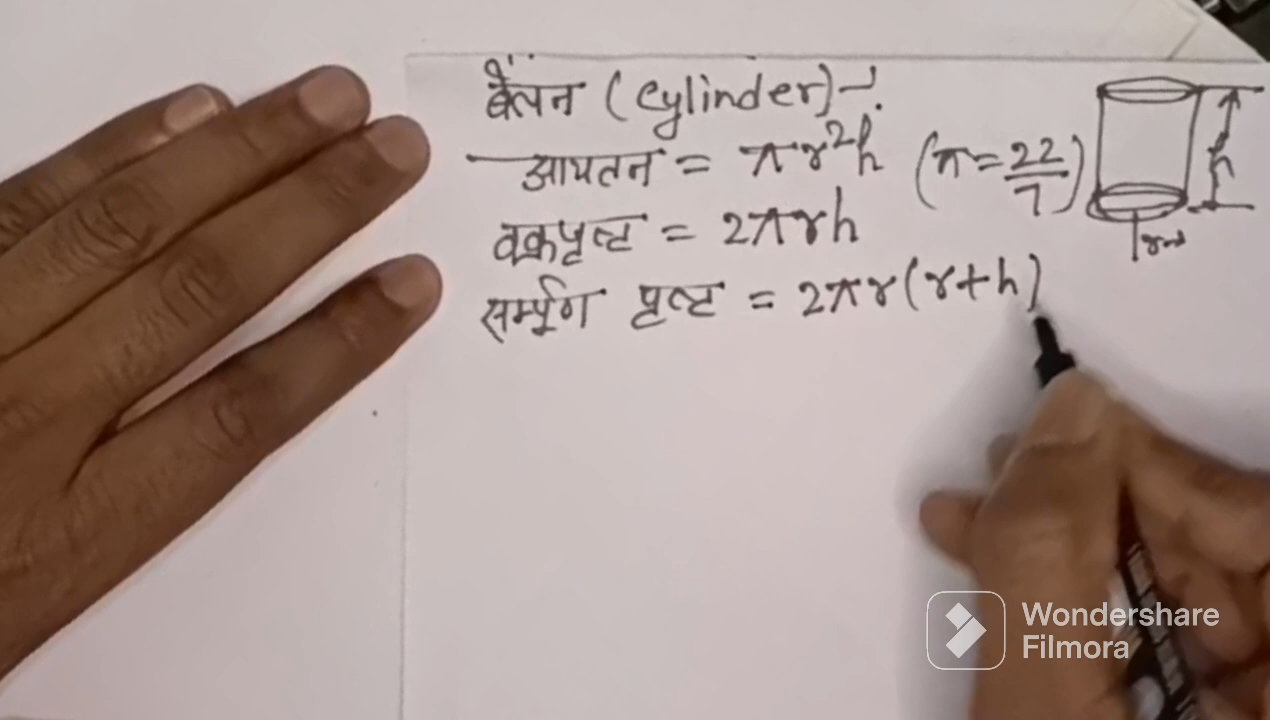 बेलन (Cylinder) -:
आयतन = πr²h (π = 22/7)
वक्रपृष्ठ = 2πrh
सम्पूर्ण पृष्ठ = 2πr(r+h)
h
Wondershare
Filmora